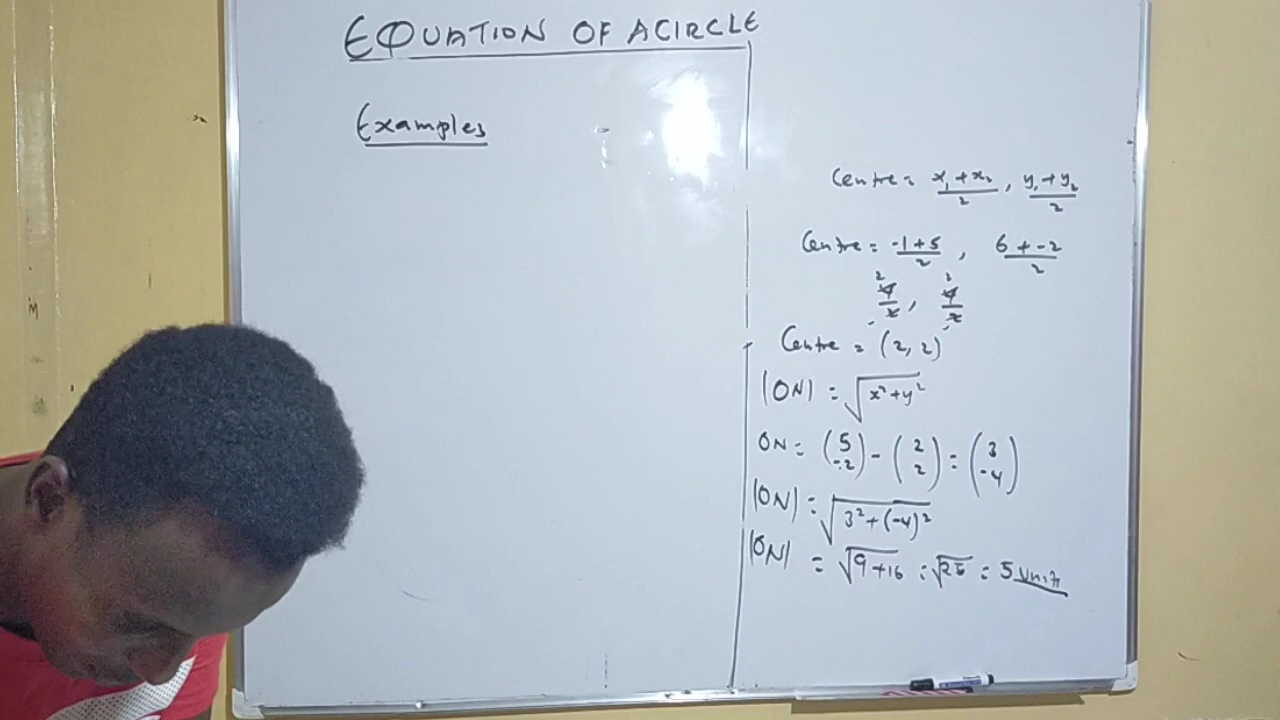 EQUATION OF A CIRCLE
Examples
Centre = x₁+x₂/2, y₁+y₂/2
Centre = -1+5/2, 6+-2/2
4/2, 4/2
Centre = (2, 2)
|ON| = √x²+y²
ON = (5 -2) - (2 2) = (3 -4)
|ON| = √3²+(-4)²
|ON| = √9+16 = √25 = 5 units